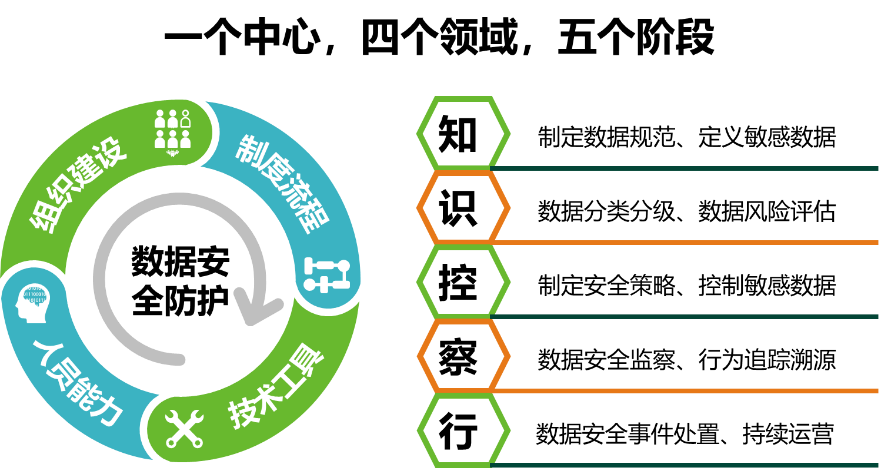 一个中心，四个领域，五个阶段
组织建设
制度流程
数据安
全防护
人员能力
技术工具
知
制定数据规范、定义敏感数据
识
数据分类分级、数据风险评估
控
制定安全策略、控制敏感数据
察
数据安全监察、行为追踪溯源
行
数据安全事件处置、持续运营